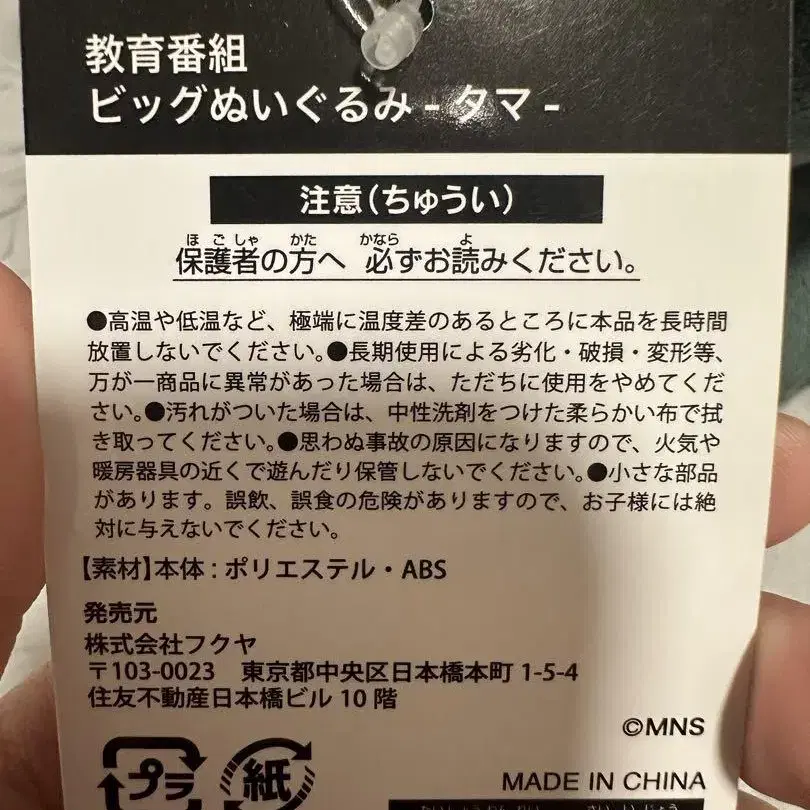 教育番組
ビッグぬいぐるみ - タマ -
注意(ちゅうい)
ほごしゃ かた かなら よ
保護者の方へ 必ずお読みください。
●高温や低温など、極端に温度差のあるところに本品を長時間
放置しないでください。●長期使用による劣化・破損・変形等、
万が一商品に異常があった場合は、ただちに使用をやめてくだ
さい。●汚れがついた場合は、中性洗剤をつけた柔らかい布で拭
き取ってください。●思わぬ事故の原因になりますので、火気や
暖房器具の近くで遊んだり保管しないでください。●小さな部品
があります。誤飲、誤食の危険がありますので、お子様には絶
対に与えないでください。
【素材】本体：ポリエステル・ABS
発売元
株式会社フクヤ
〒103-0023 東京都中央区日本橋本町 1-5-4
住友不動産日本橋ビル 10 階
©MNS
プラ 紙
MADE IN CHINA
たいしょうねんれい さい いじょう